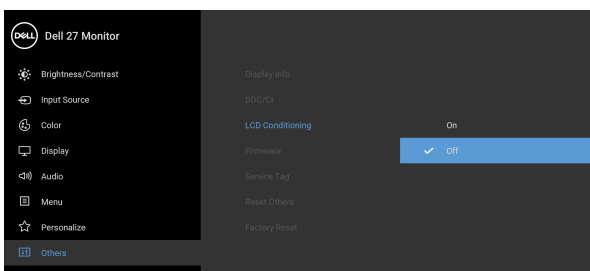 DELL Dell 27 Monitor
Brightness/Contrast Display Info
Input Source DDC/CI
Color LCD Conditioning On
Display Firmware Off
Audio Service Tag
Menu Reset Others
Personalize Factory Reset
Others